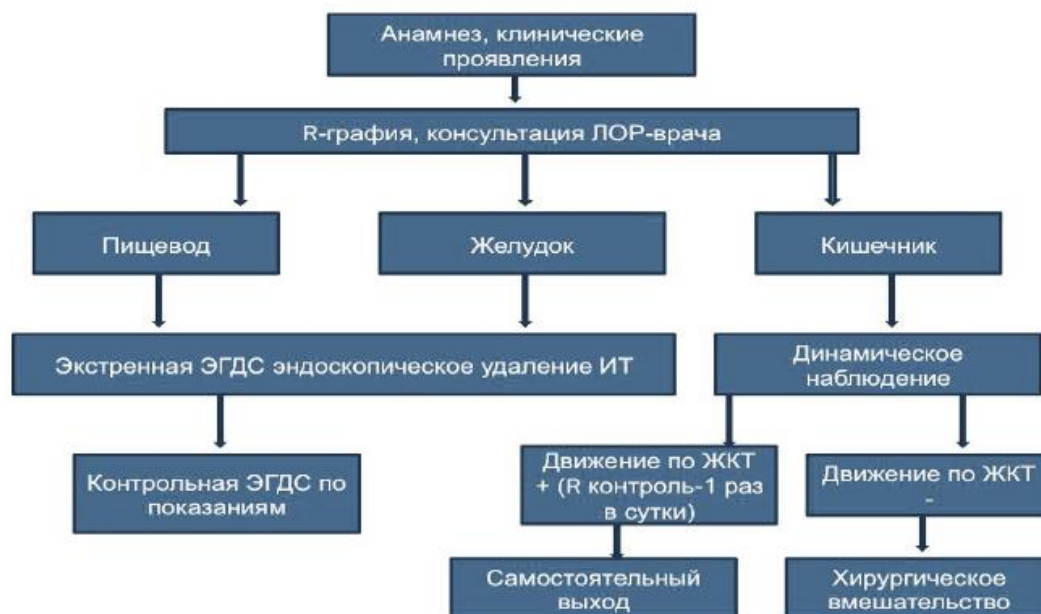 Анамнез, клинические
проявления
R-графия, консультация ЛОР-врача
Пищевод
Желудок
Кишечник
Экстренная ЭГДС эндоскопическое удаление ИТ
Динамическое
наблюдение
Контрольная ЭГДС по
показаниям
Движение по ЖКТ
+ (R контроль-1 раз
в сутки)
Движение по ЖКТ
-
Самостоятельный
выход
Хирургическое
вмешательство